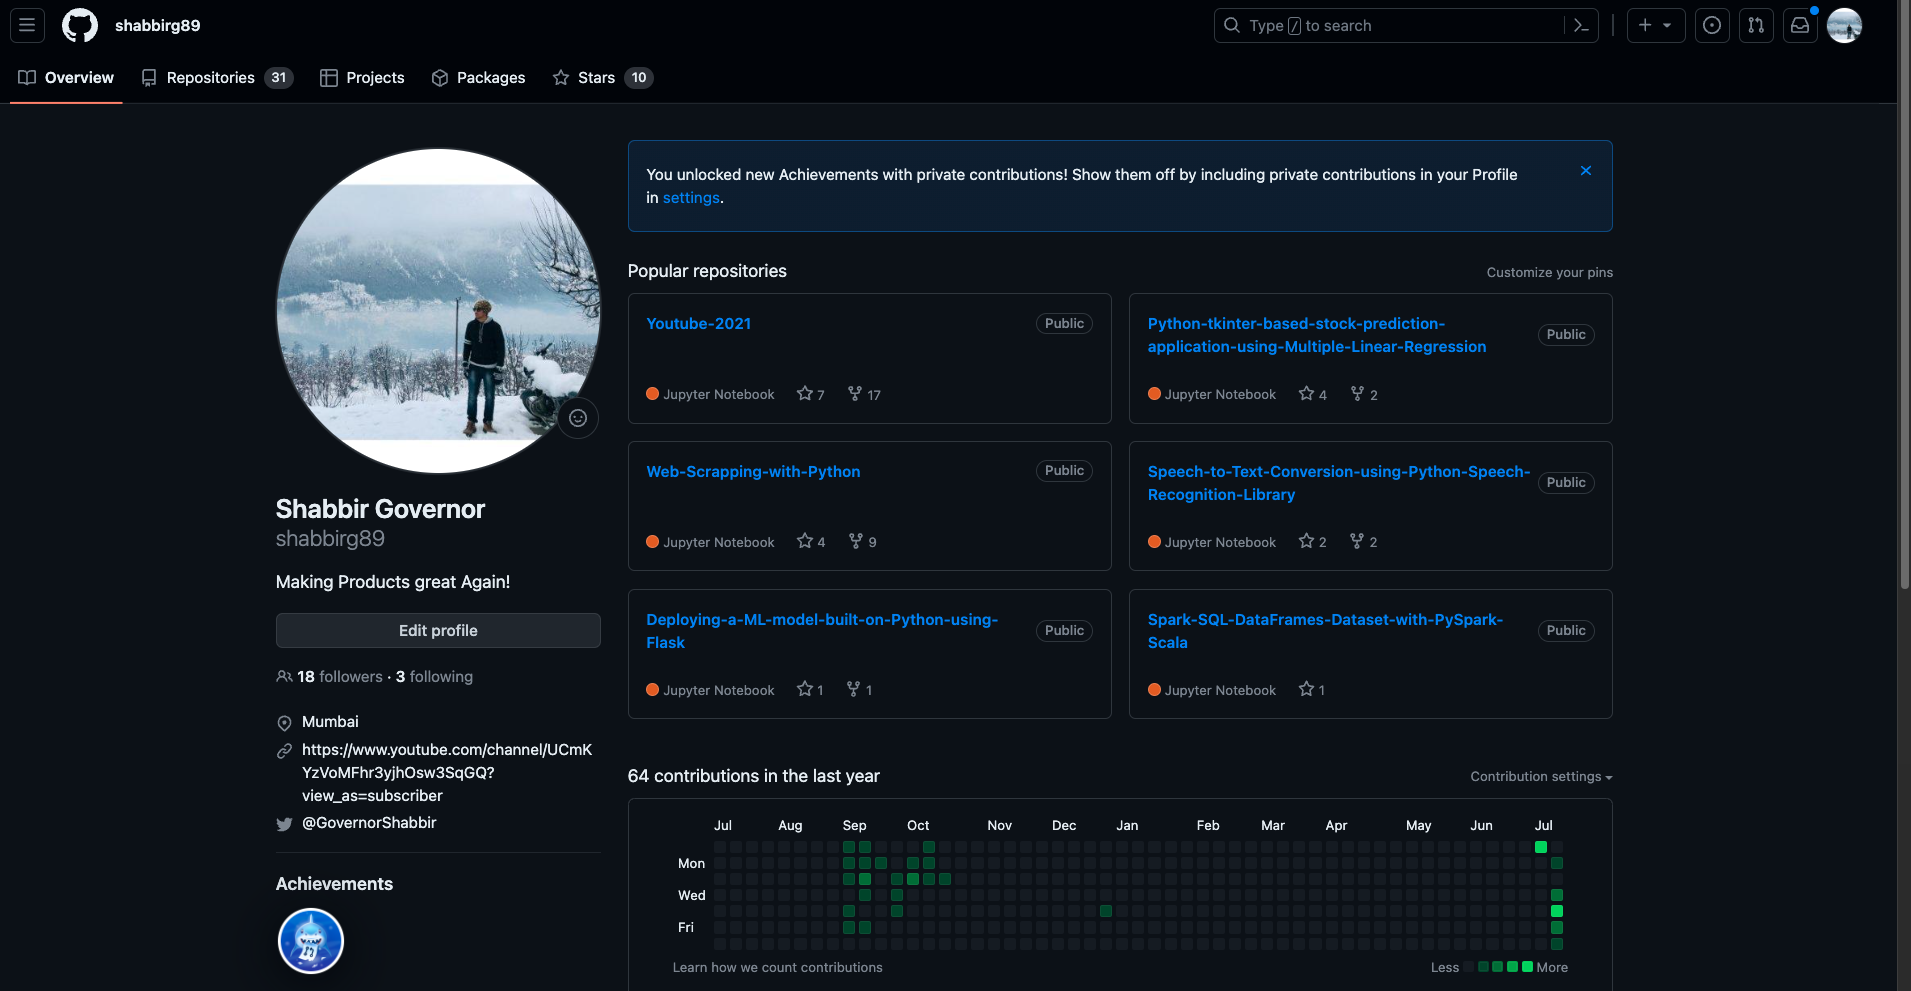 shabbirg89
Type / to search
Overview
Repositories 31
Projects
Packages
Stars 10
You unlocked new Achievements with private contributions! Show them off by including private contributions in your Profile
in settings.
Popular repositories
Customize your pins
Youtube-2021
Public
Jupyter Notebook 7 17
Python-tkinter-based-stock-prediction-
application-using-Multiple-Linear-Regression
Public
Jupyter Notebook 4 2
Web-Scrapping-with-Python
Public
Jupyter Notebook 4 9
Speech-to-Text-Conversion-using-Python-Speech-
Recognition-Library
Public
Jupyter Notebook 2 2
Deploying-a-ML-model-built-on-Python-using-
Flask
Public
Jupyter Notebook 1 1
Spark-SQL-DataFrames-Dataset-with-PySpark-
Scala
Public
Jupyter Notebook 1
Shabbir Governor
shabbirg89
Making Products great Again!
Edit profile
18 followers · 3 following
Mumbai
https://www.youtube.com/channel/UCmK
YzVoMFhr3yjhOsw3SqGQ?
view_as=subscriber
@GovernorShabbir
Achievements
64 contributions in the last year
Contribution settings
Jul Aug Sep Oct Nov Dec Jan Feb Mar Apr May Jun Jul
Mon
Wed
Fri
Learn how we count contributions
Less More